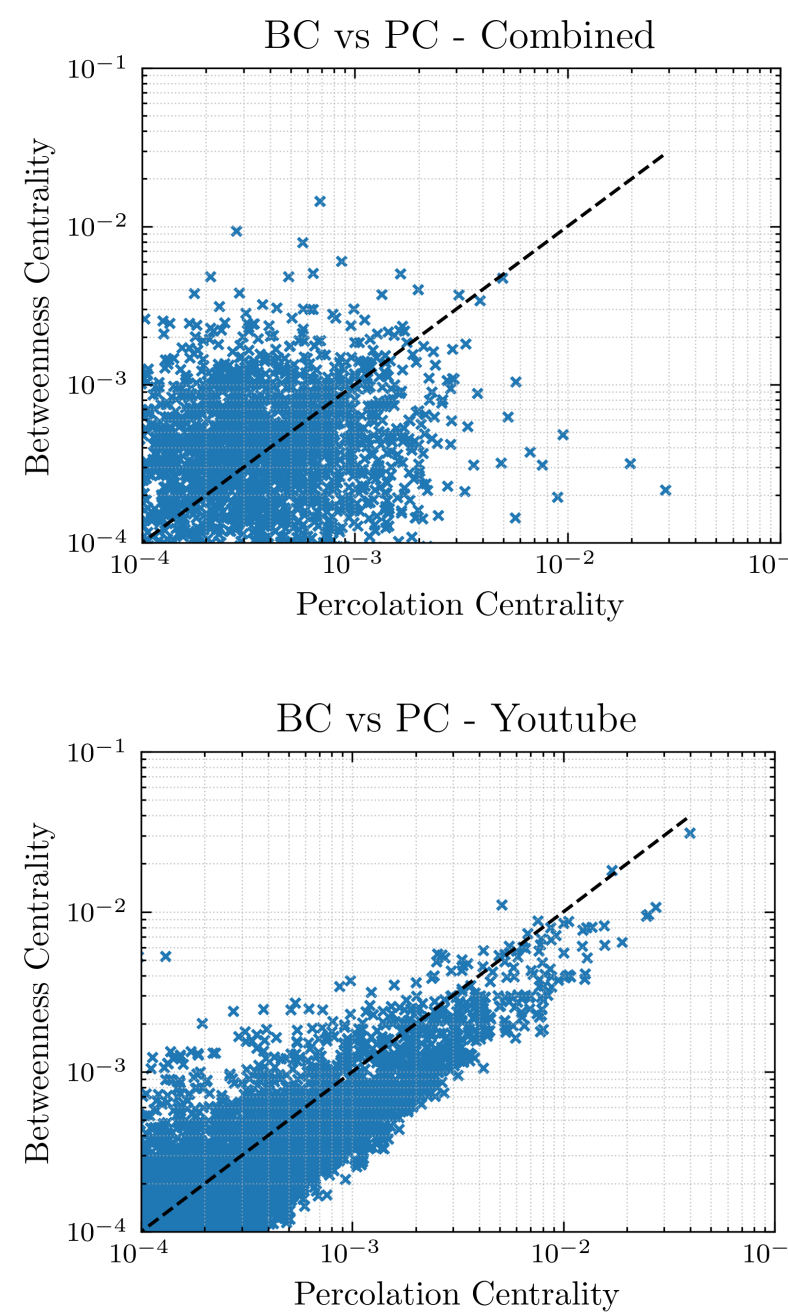 BC vs PC - Combined
10⁻¹
10⁻²
10⁻³
10⁻⁴
Betweenness Centrality
10⁻⁴ 10⁻³ 10⁻² 10⁻
Percolation Centrality
BC vs PC - Youtube
10⁻¹
10⁻²
10⁻³
10⁻⁴
Betweenness Centrality
10⁻⁴ 10⁻³ 10⁻² 10⁻
Percolation Centrality